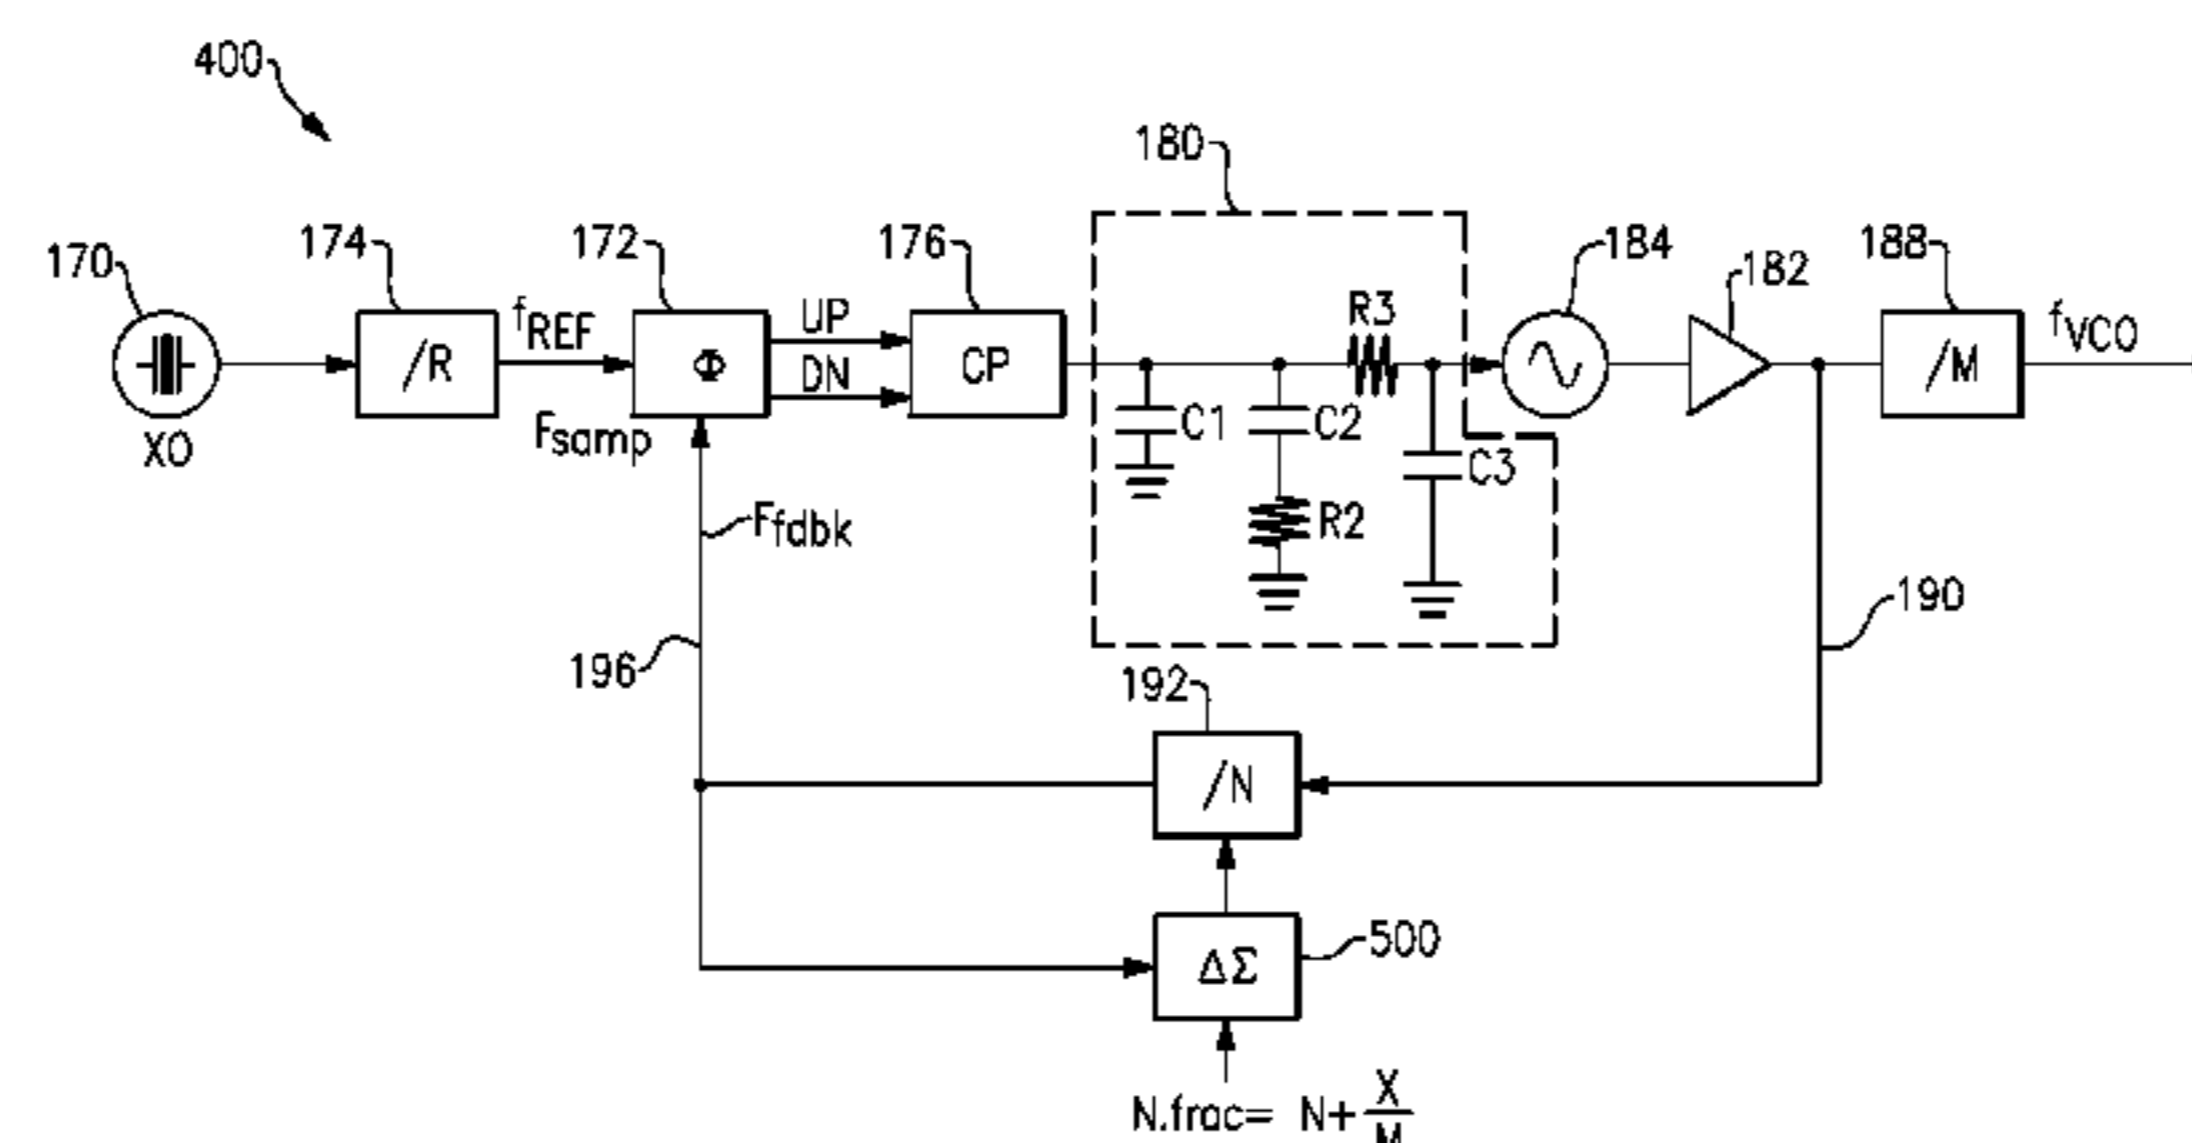 400
180
170
174
172
176
184
182
188
XO
/R
fREF
Fsamp
Φ
UP
DN
CP
R3
C1
C2
R2
C3
/M
fVCO
Ffdbk
196
190
192
/N
ΔΣ
500
N.frac= N+ X/M